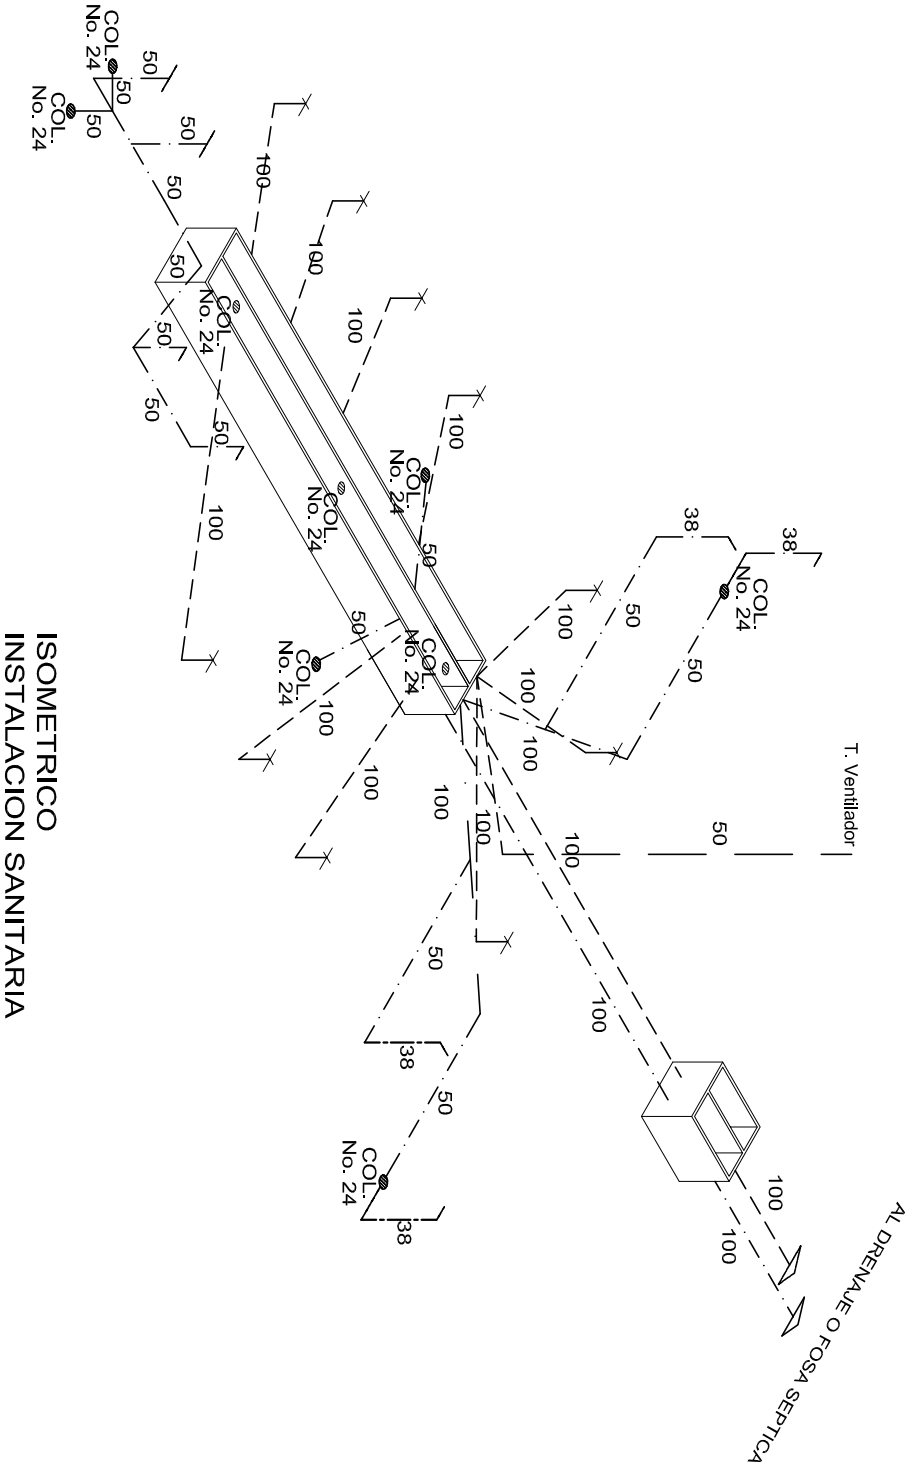 COL.
No. 24
50
50
COL.
No. 24
50
50
50
50
100
100
100
50
COL.
No. 24
50
50
50
100
COL.
No. 24
100
COL.
No. 24
50
38
38
COL.
No. 24
50
50
100
50
COL.
No. 24
COL.
No. 24
100
100
100
100
100
100
100
50
T. Ventilador
50
38
100
50
COL.
No. 24
38
100
100
AL DRENAJE O FOSA SEPTICA
ISOMETRICO
INSTALACION SANITARIA